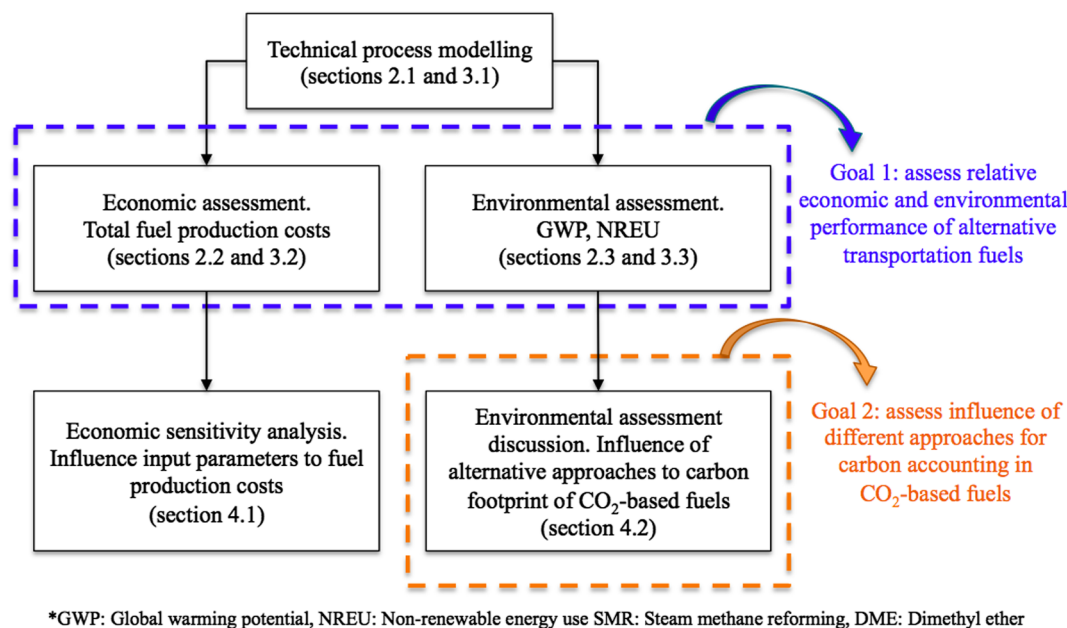 Technical process modelling
(sections 2.1 and 3.1)
Economic assessment.
Total fuel production costs
(sections 2.2 and 3.2)
Environmental assessment.
GWP, NREU
(sections 2.3 and 3.3)
Goal 1: assess relative
economic and environmental
performance of alternative
transportation fuels
Economic sensitivity analysis.
Influence input parameters to fuel
production costs
(section 4.1)
Environmental assessment
discussion. Influence of
alternative approaches to carbon
footprint of CO₂-based fuels
(section 4.2)
Goal 2: assess influence of
different approaches for
carbon accounting in
CO₂-based fuels
*GWP: Global warming potential, NREU: Non-renewable energy use SMR: Steam methane reforming, DME: Dimethyl ether